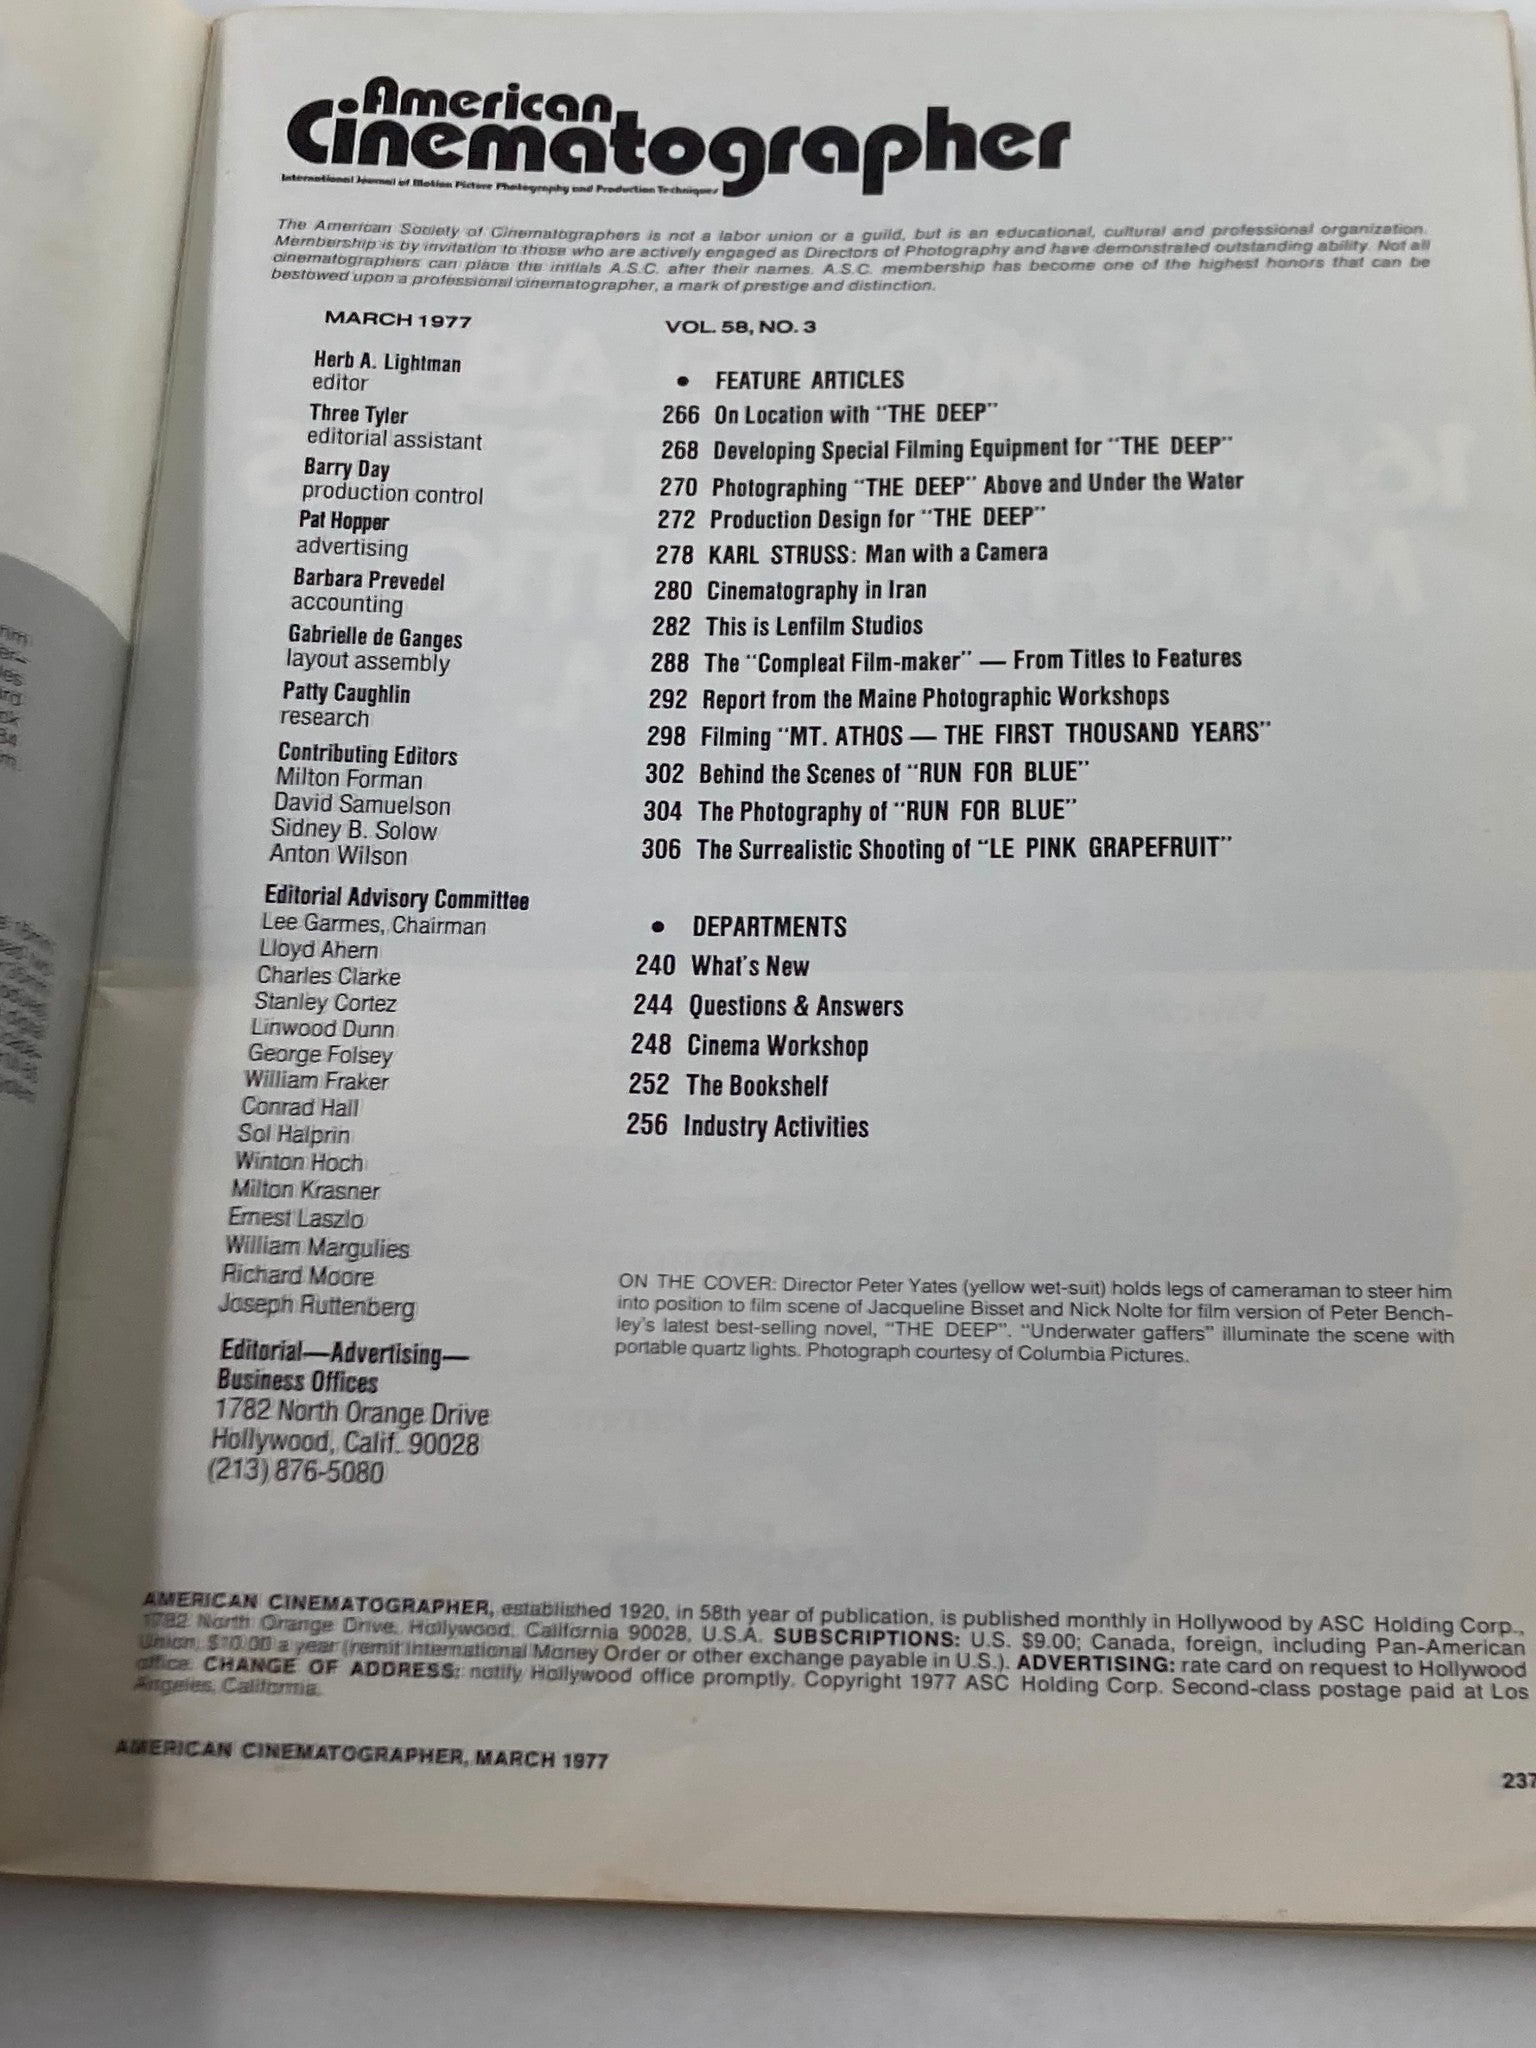 American
Cinematographer
International Journal of Motion Picture Photography and Production Techniques
The American Society of Cinematographers is not a labor union or a guild, but is an educational, cultural and professional organization.
Membership is by invitation to those who are actively engaged as Directors of Photography and have demonstrated outstanding ability. Not all
cinematographers can place the initials A.S.C. after their names. A.S.C. membership has become one of the highest honors that can be
bestowed upon a professional cinematographer, a mark of prestige and distinction.
MARCH 1977
Herb A. Lightman
editor
Three Tyler
editorial assistant
Barry Day
production control
Pat Hopper
advertising
Barbara Prevedel
accounting
Gabrielle de Ganges
layout assembly
Patty Caughlin
research
Contributing Editors
Milton Forman
David Samuelson
Sidney B. Solow
Anton Wilson
Editorial Advisory Committee
Lee Garmes, Chairman
Lloyd Ahern
Charles Clarke
Stanley Cortez
Linwood Dunn
George Folsey
William Fraker
Conrad Hall
Sol Halprin
Winton Hoch
Milton Krasner
Ernest Laszlo
William Margulies
Richard Moore
Joseph Ruttenberg
Editorial—Advertising—
Business Offices
1782 North Orange Drive
Hollywood, Calif. 90028
(213) 876-5080
VOL. 58, NO. 3
• FEATURE ARTICLES
266 On Location with "THE DEEP"
268 Developing Special Filming Equipment for "THE DEEP"
270 Photographing "THE DEEP" Above and Under the Water
272 Production Design for "THE DEEP"
278 KARL STRUSS: Man with a Camera
280 Cinematography in Iran
282 This is Lenfilm Studios
288 The "Compleat Film-maker" — From Titles to Features
292 Report from the Maine Photographic Workshops
298 Filming "MT. ATHOS — THE FIRST THOUSAND YEARS"
302 Behind the Scenes of "RUN FOR BLUE"
304 The Photography of "RUN FOR BLUE"
306 The Surrealistic Shooting of "LE PINK GRAPEFRUIT"
• DEPARTMENTS
240 What's New
244 Questions & Answers
248 Cinema Workshop
252 The Bookshelf
256 Industry Activities
ON THE COVER: Director Peter Yates (yellow wet-suit) holds legs of cameraman to steer him
into position to film scene of Jacqueline Bisset and Nick Nolte for film version of Peter Bench-
ley's latest best-selling novel, "THE DEEP". "Underwater gaffers" illuminate the scene with
portable quartz lights. Photograph courtesy of Columbia Pictures.
AMERICAN CINEMATOGRAPHER, established 1920, in 58th year of publication, is published monthly in Hollywood by ASC Holding Corp.,
1782 North Orange Drive, Hollywood, California 90028, U.S.A. SUBSCRIPTIONS: U.S. $9.00; Canada, foreign, including Pan-American
Union, $10.00 a year (remit International Money Order or other exchange payable in U.S.). ADVERTISING: rate card on request to Hollywood
office. CHANGE OF ADDRESS: notify Hollywood office promptly. Copyright 1977 ASC Holding Corp. Second-class postage paid at Los
Angeles, California.
AMERICAN CINEMATOGRAPHER, MARCH 1977
237